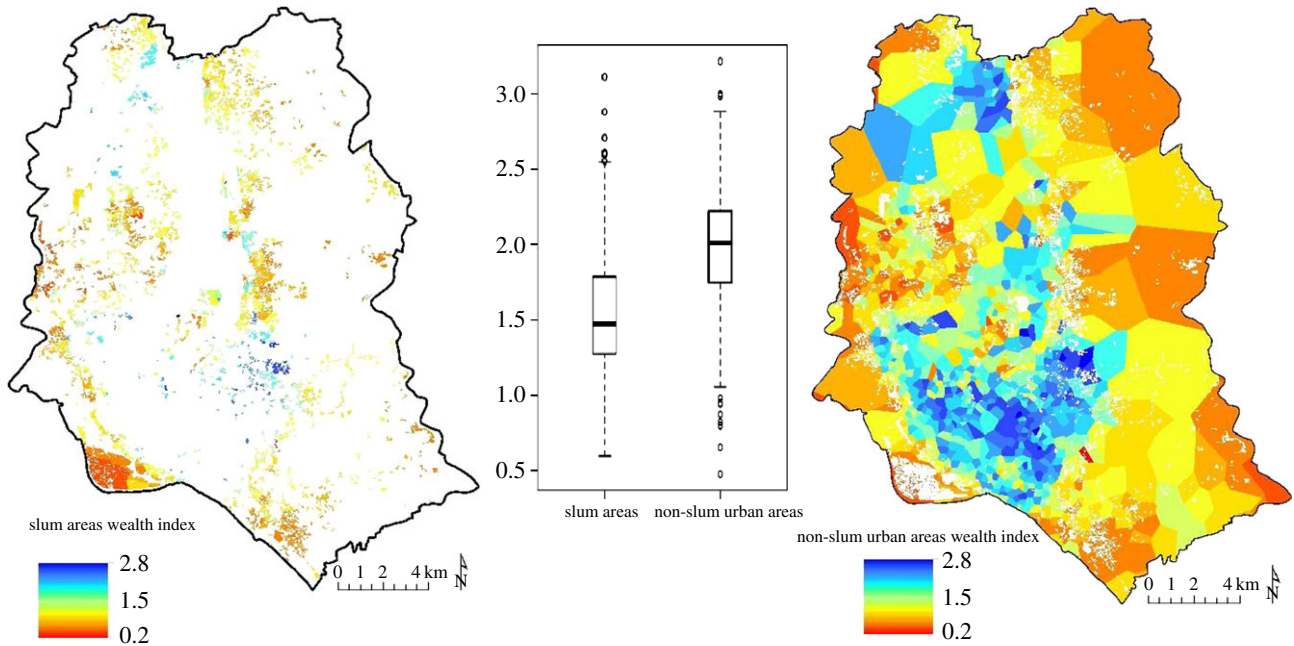 3.0
2.5
2.0
1.5
1.0
0.5
slum areas non-slum urban areas
slum areas wealth index
2.8
1.5
0.2
0 1 2 4 km
N
non-slum urban areas wealth index
2.8
1.5
0.2
0 1 2 4 km
N